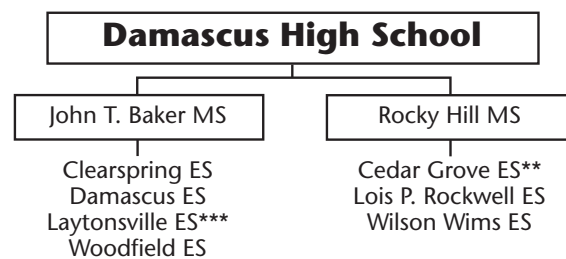 Damascus High School
John T. Baker MS
Clearspring ES
Damascus ES
Laytonsville ES***
Woodfield ES
Rocky Hill MS
Cedar Grove ES**
Lois P. Rockwell ES
Wilson Wims ES